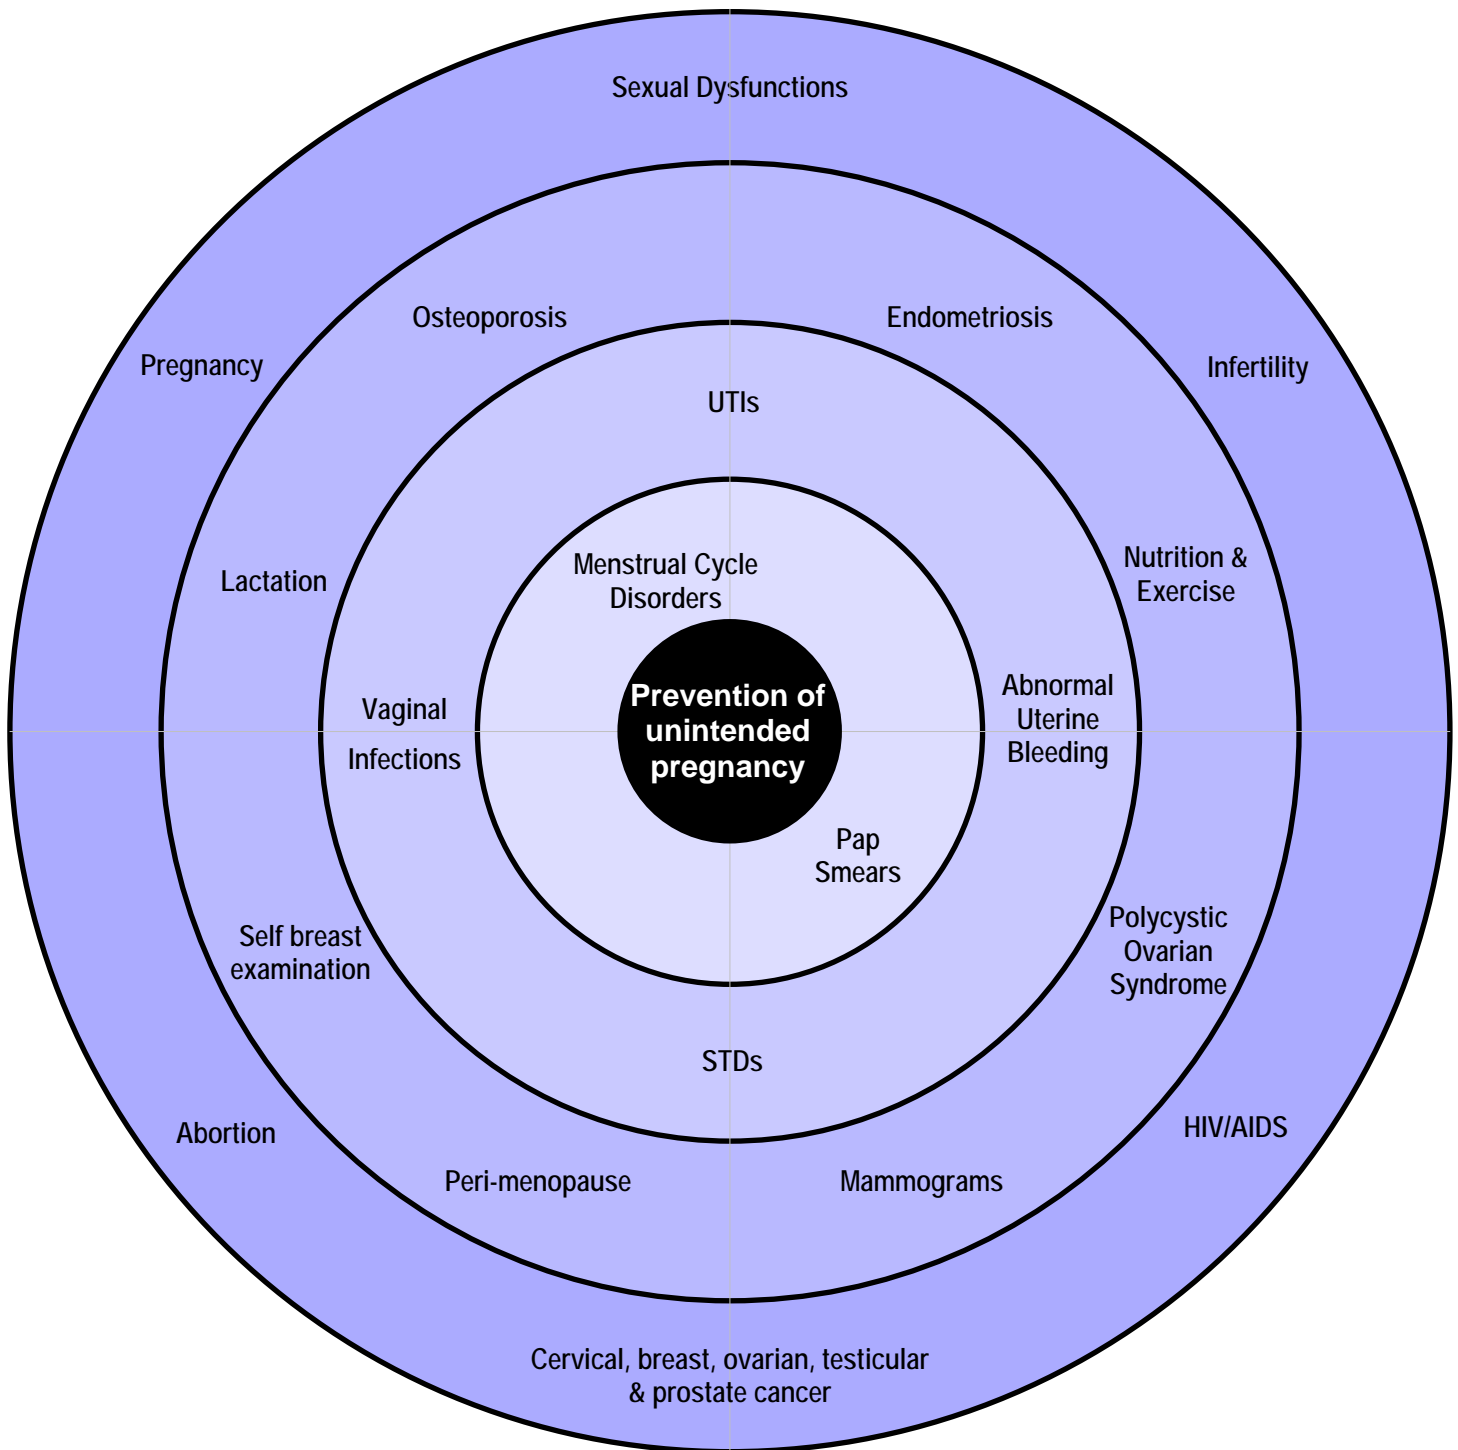 Sexual Dysfunctions
Osteoporosis
Endometriosis
Pregnancy
Infertility
UTIs
Menstrual Cycle
Disorders
Nutrition &
Exercise
Lactation
Vaginal
Infections
Prevention of
unintended
pregnancy
Abnormal
Uterine
Bleeding
Pap
Smears
Self breast
examination
Polycystic
Ovarian
Syndrome
STDs
Abortion
HIV/AIDS
Peri-menopause
Mammograms
Cervical, breast, ovarian, testicular
& prostate cancer